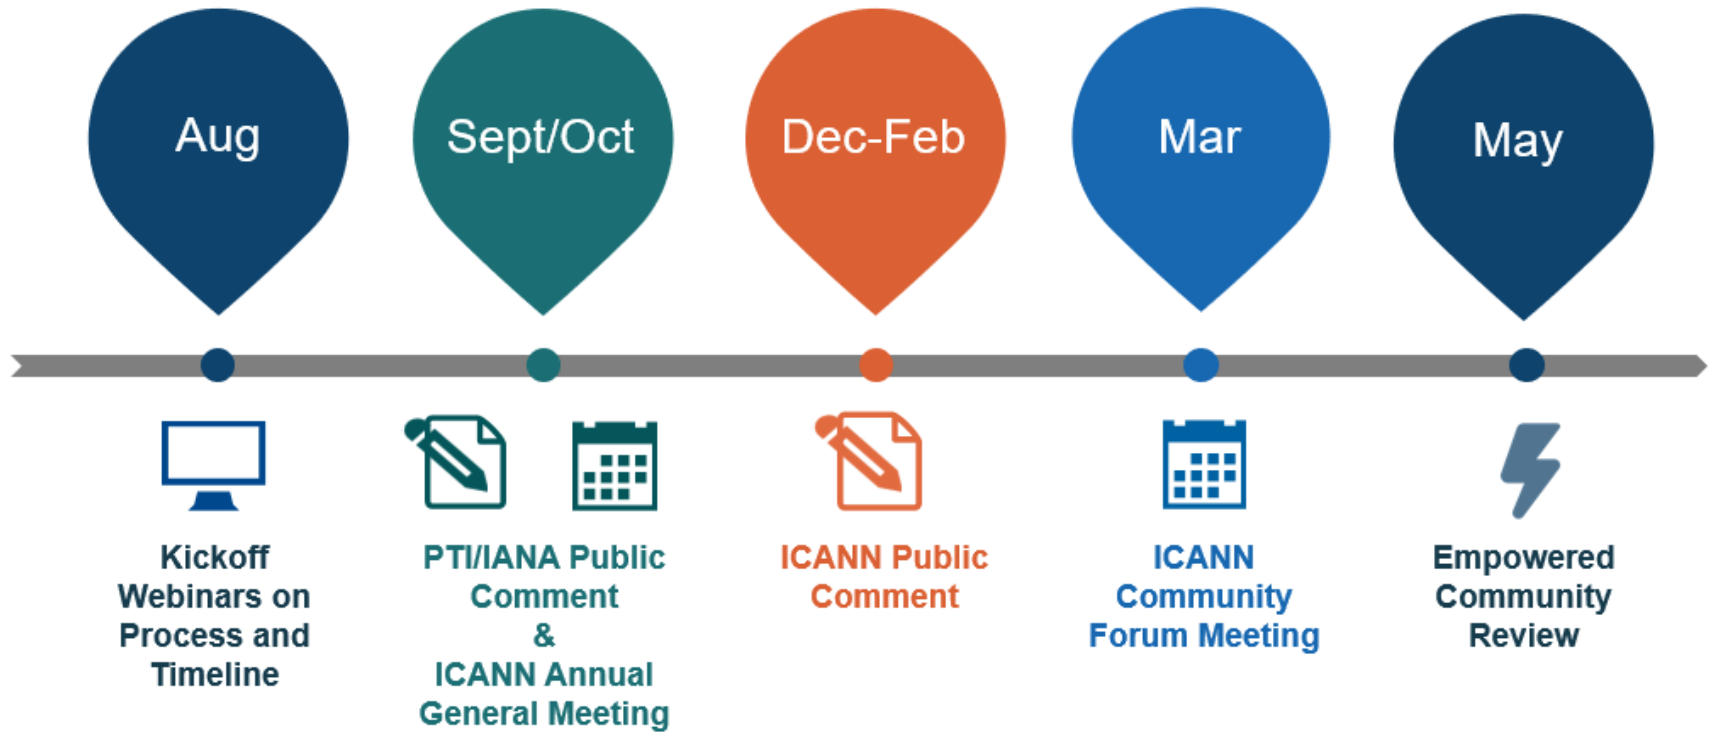 Aug
Sept/Oct
Dec-Feb
Mar
May
Kickoff
Webinars on
Process and
Timeline
PTI/IANA Public
Comment
&
ICANN Annual
General Meeting
ICANN Public
Comment
ICANN
Community
Forum Meeting
Empowered
Community
Review